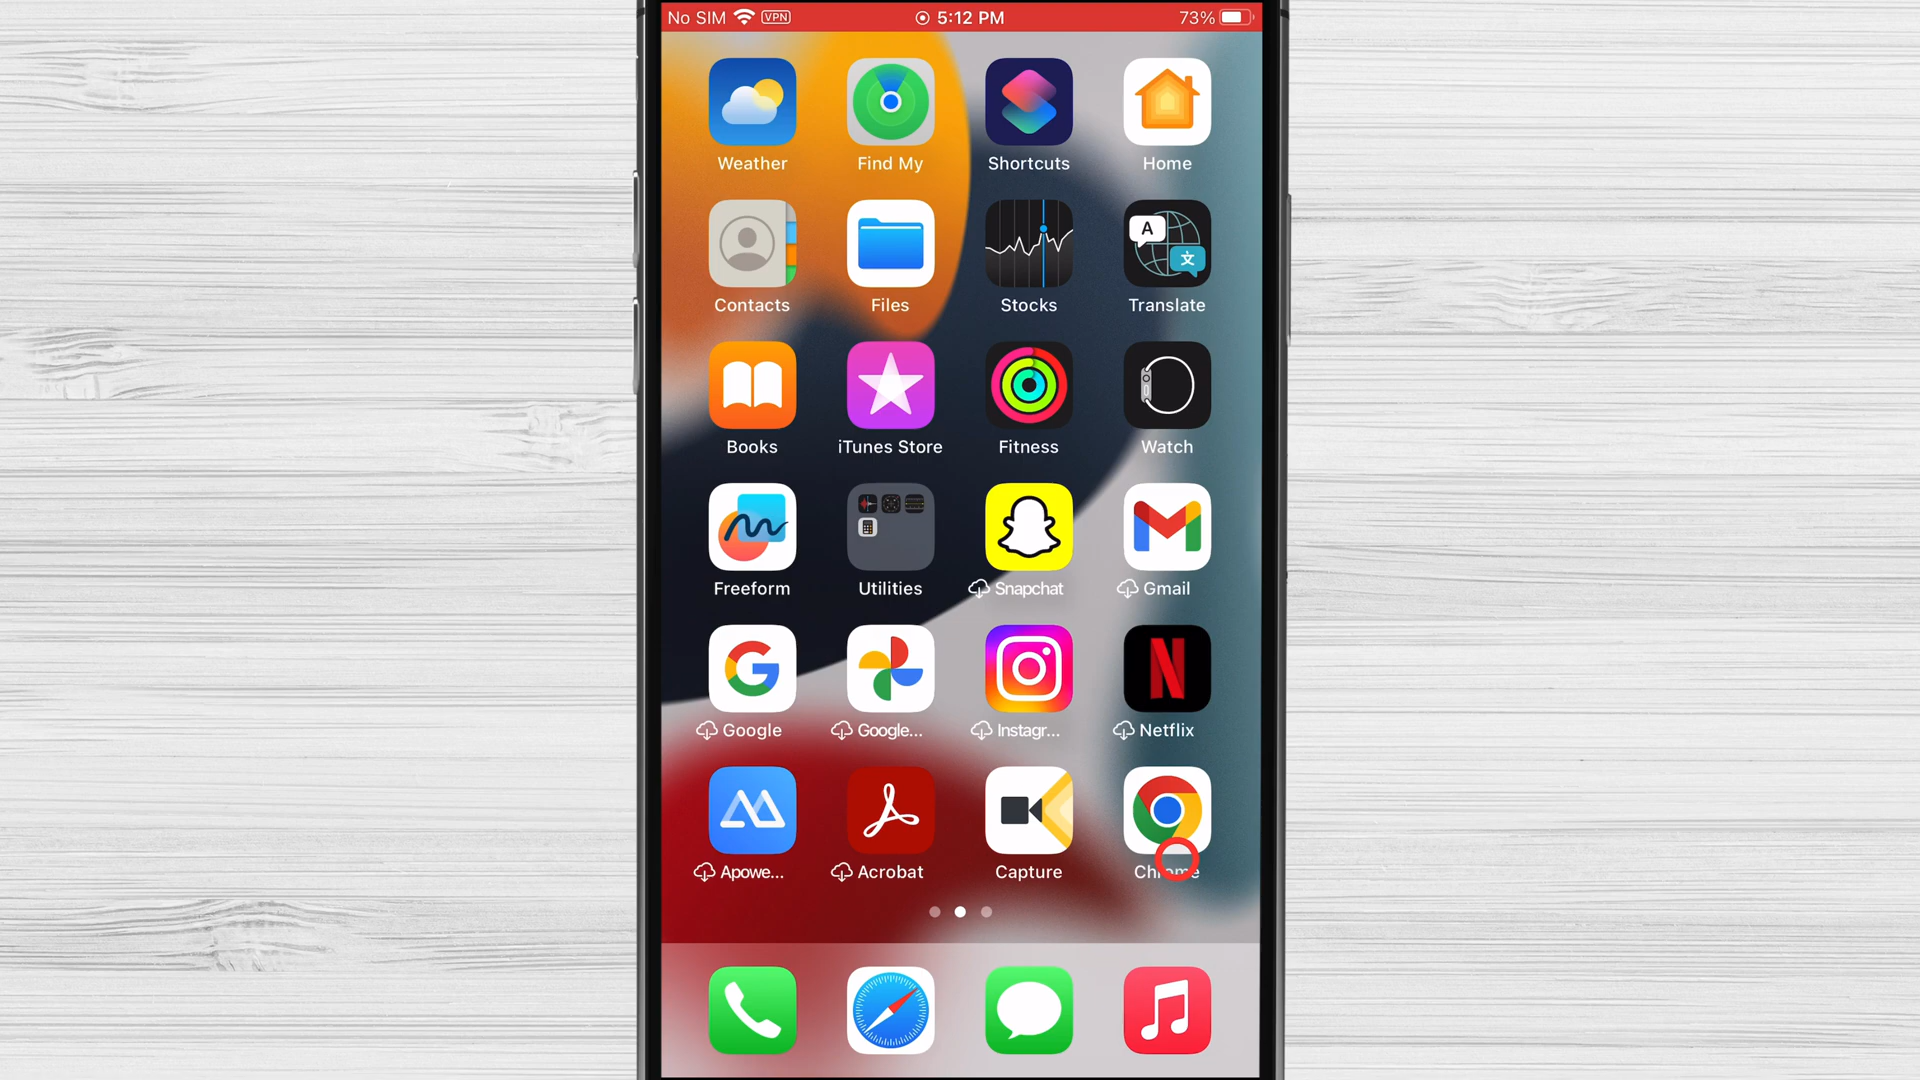 No SIM VPN 5:12 PM 73%
Weather Find My Shortcuts Home
A 文
Contacts Files Stocks Translate
Books iTunes Store Fitness Watch
Freeform Utilities Snapchat Gmail
Google Google... Instagr... Netflix
Apowe... Acrobat Capture Chrome